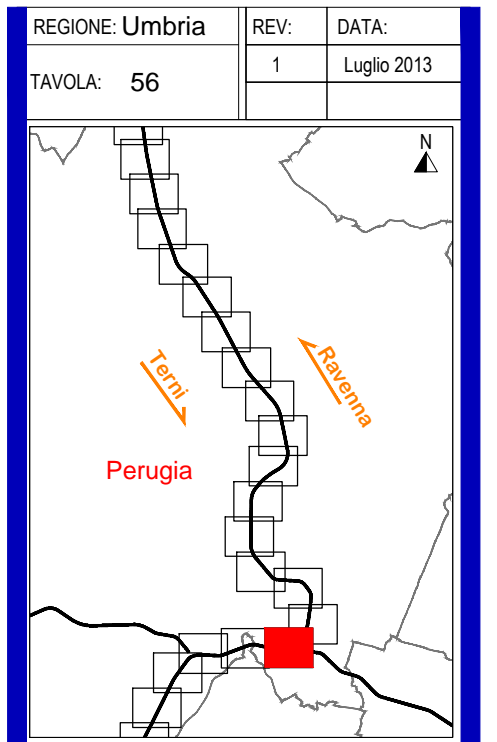 REGIONE: Umbria
REV:
DATA:
TAVOLA: 56
1
Luglio 2013
N
Terni
Ravenna
Perugia